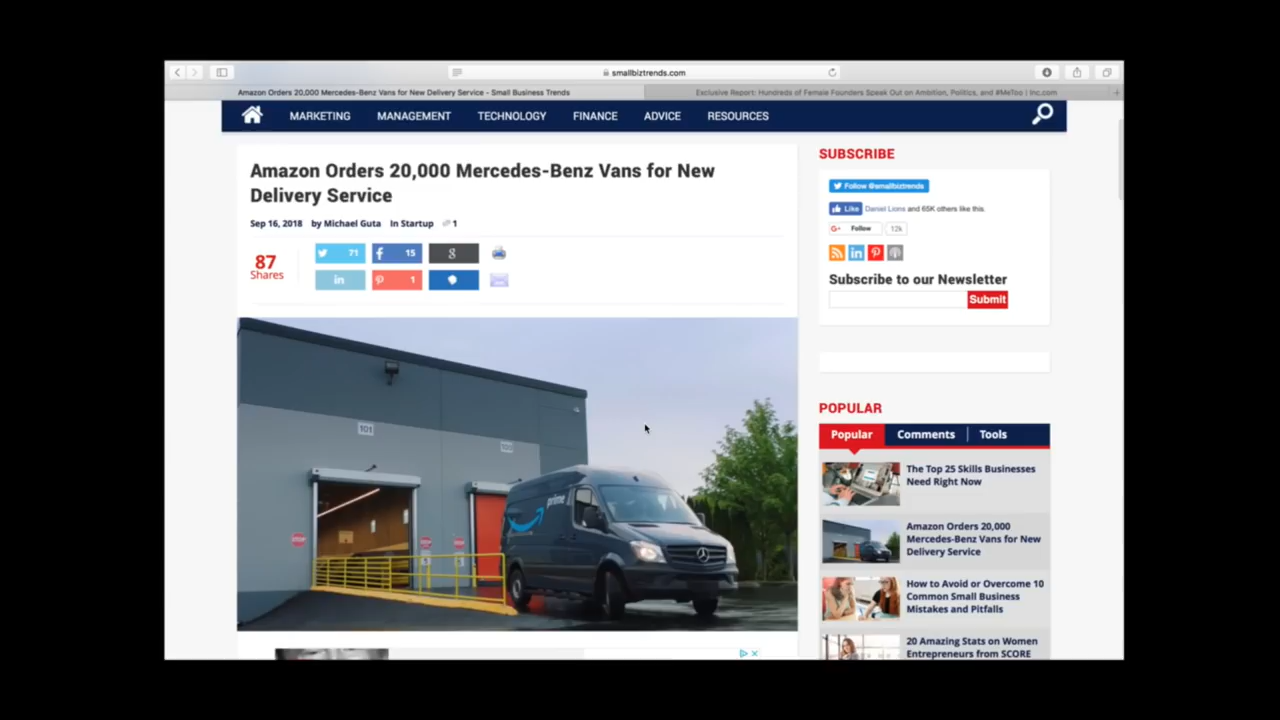 smallbiztrends.com
Amazon Orders 20,000 Mercedes-Benz Vans for New Delivery Service - Small Business Trends
Exclusive Report: Hundreds of Female Founders Speak Out on Ambition, Politics, and #MeToo | Inc.com
MARKETING MANAGEMENT TECHNOLOGY FINANCE ADVICE RESOURCES
Amazon Orders 20,000 Mercedes-Benz Vans for New
Delivery Service
Sep 16, 2018 by Michael Guta In Startup 1
87
Shares
71
15
1
101
prime
STOP
SUBSCRIBE
Follow @smallbiztrends
Like Daniel Lions and 65K others like this.
G+ Follow 12k
Subscribe to our Newsletter
Submit
POPULAR
Popular Comments Tools
The Top 25 Skills Businesses
Need Right Now
Amazon Orders 20,000
Mercedes-Benz Vans for New
Delivery Service
How to Avoid or Overcome 10
Common Small Business
Mistakes and Pitfalls
20 Amazing Stats on Women
Entrepreneurs from SCORE